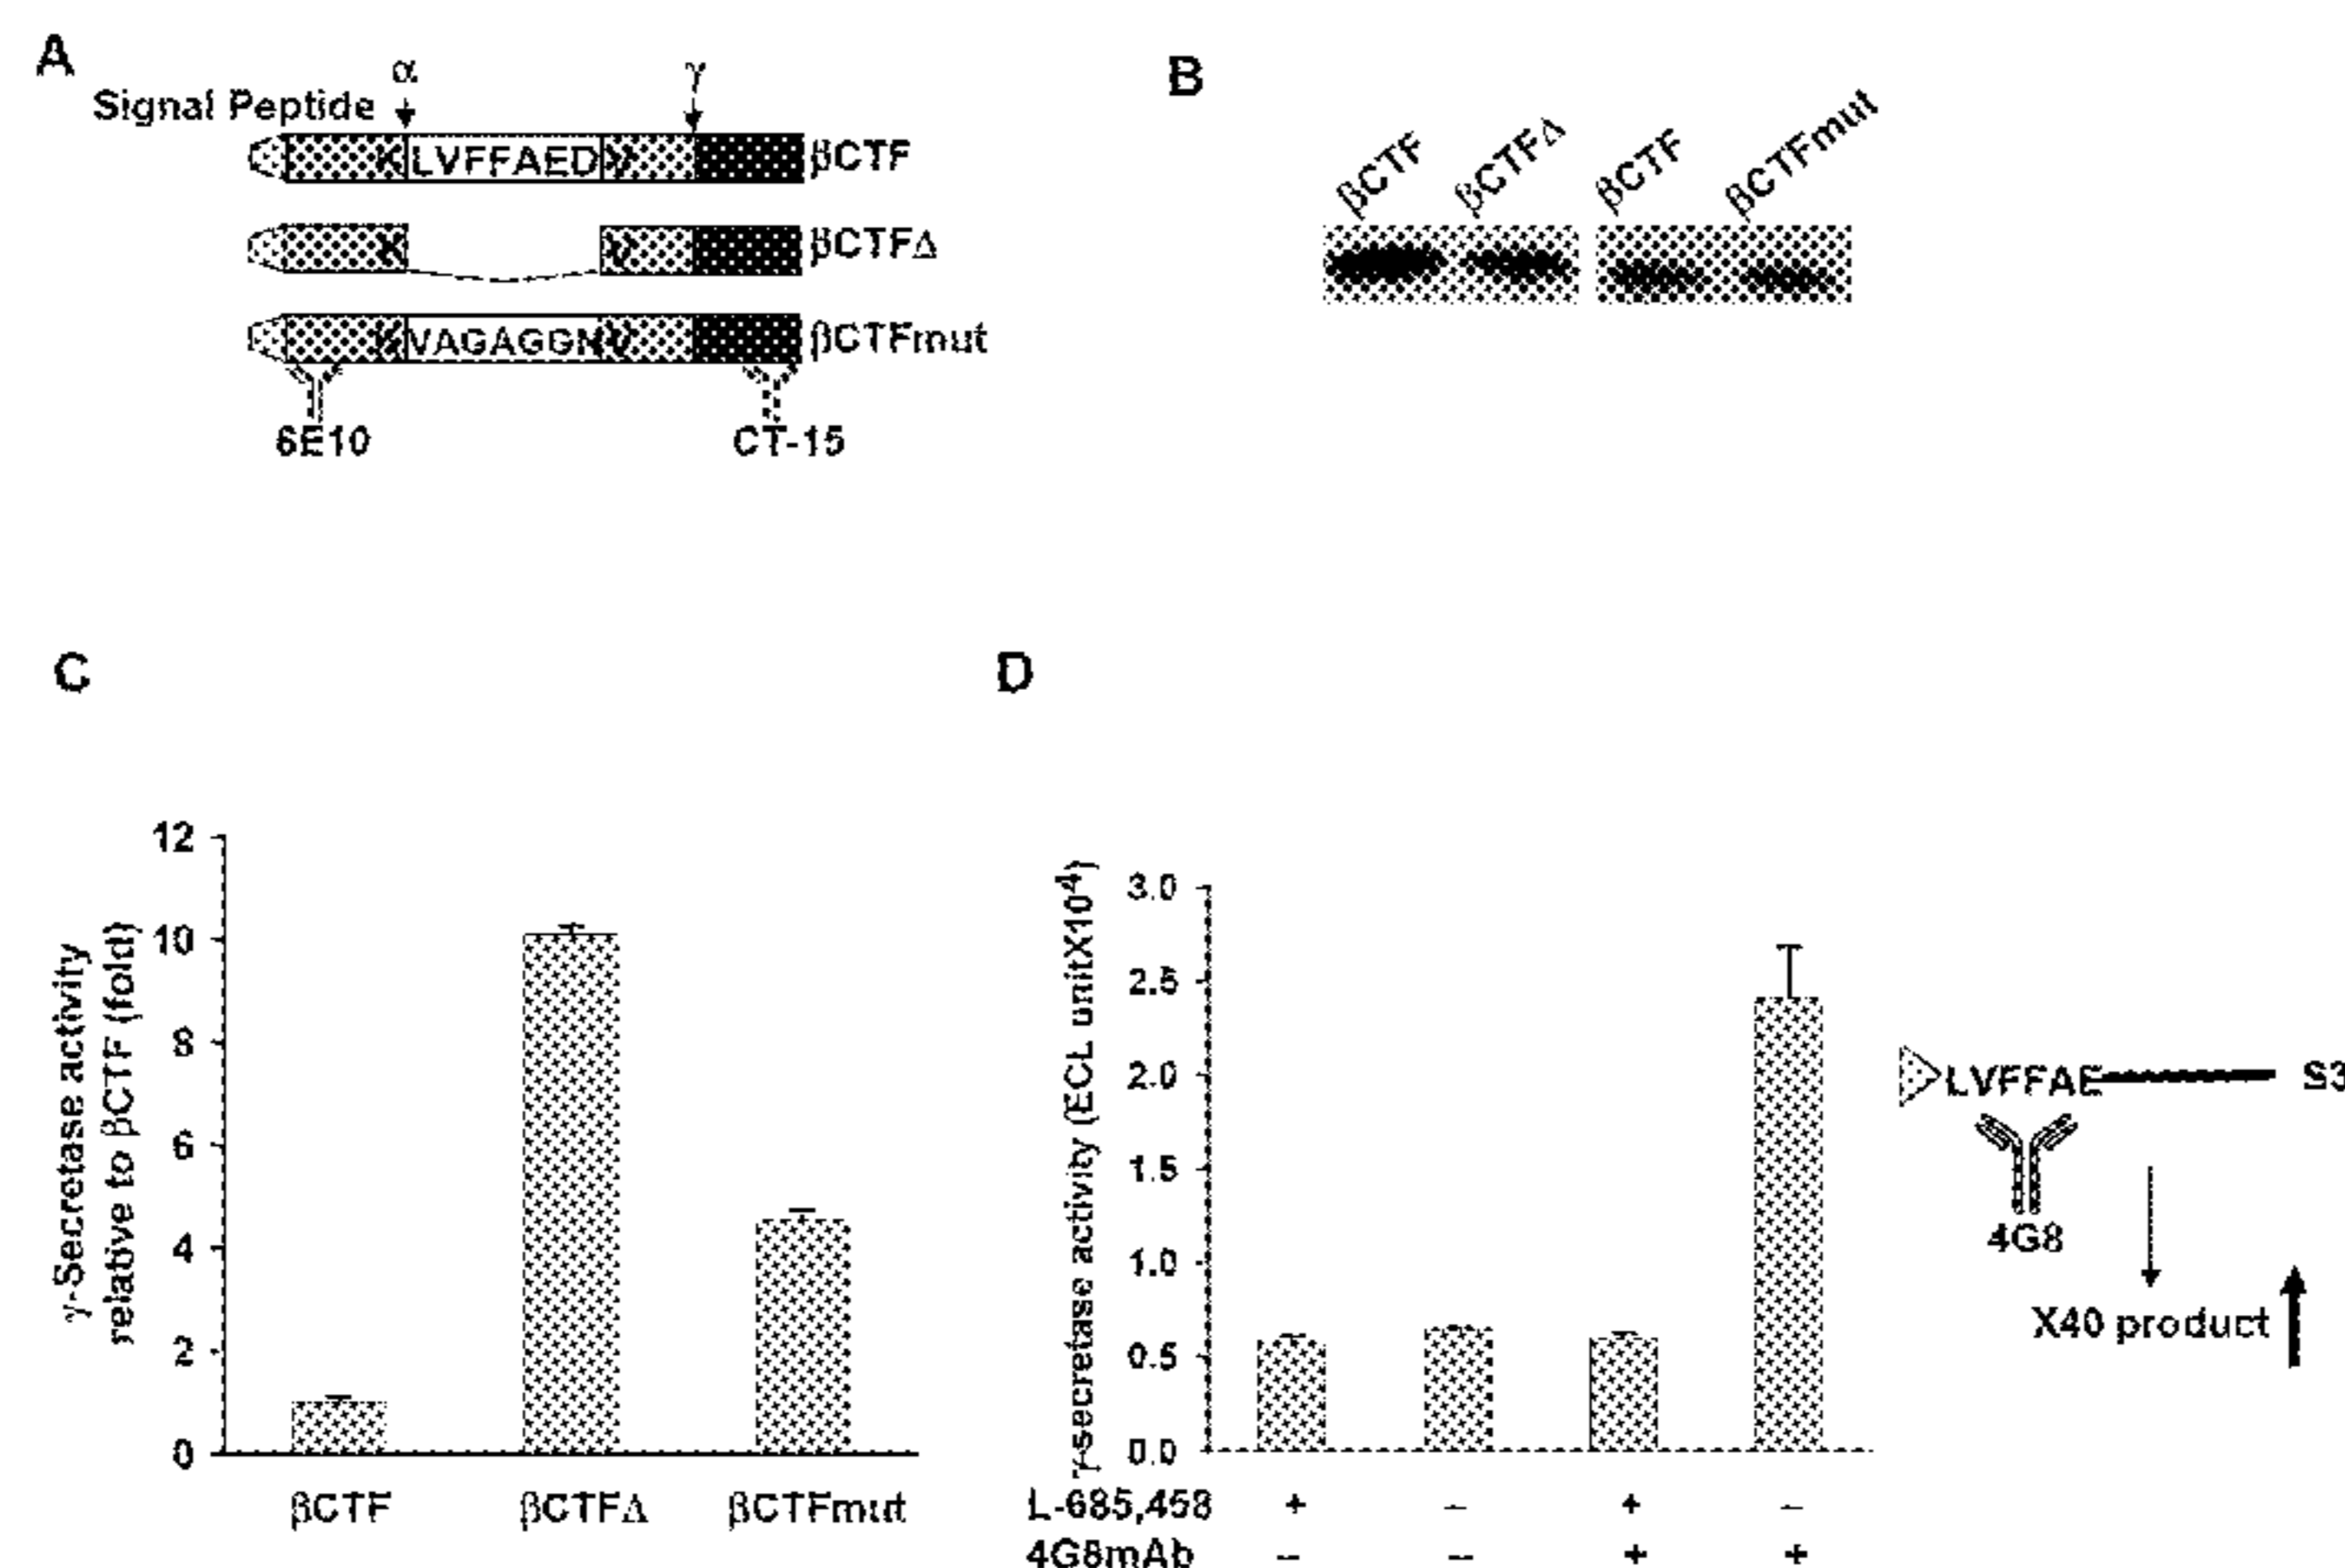 A
α
γ
Signal Peptide
K LVFFAED V βCTF
K V βCTFΔ
K VAGAGGN V βCTFmut
6E10
CT-15
B
βCTF
βCTFΔ
βCTF
βCTFmut
C
γ-Secretase activity
relative to βCTF (fold)
12
10
8
6
4
2
0
βCTF βCTFΔ βCTFmut
D
γ-secretase activity (ECL unitX10⁴)
3.0
2.5
2.0
1.5
1.0
0.5
0.0
L-685,458 + – + –
4G8mAb – – + +
LVFFAE S3
4G8
X40 product